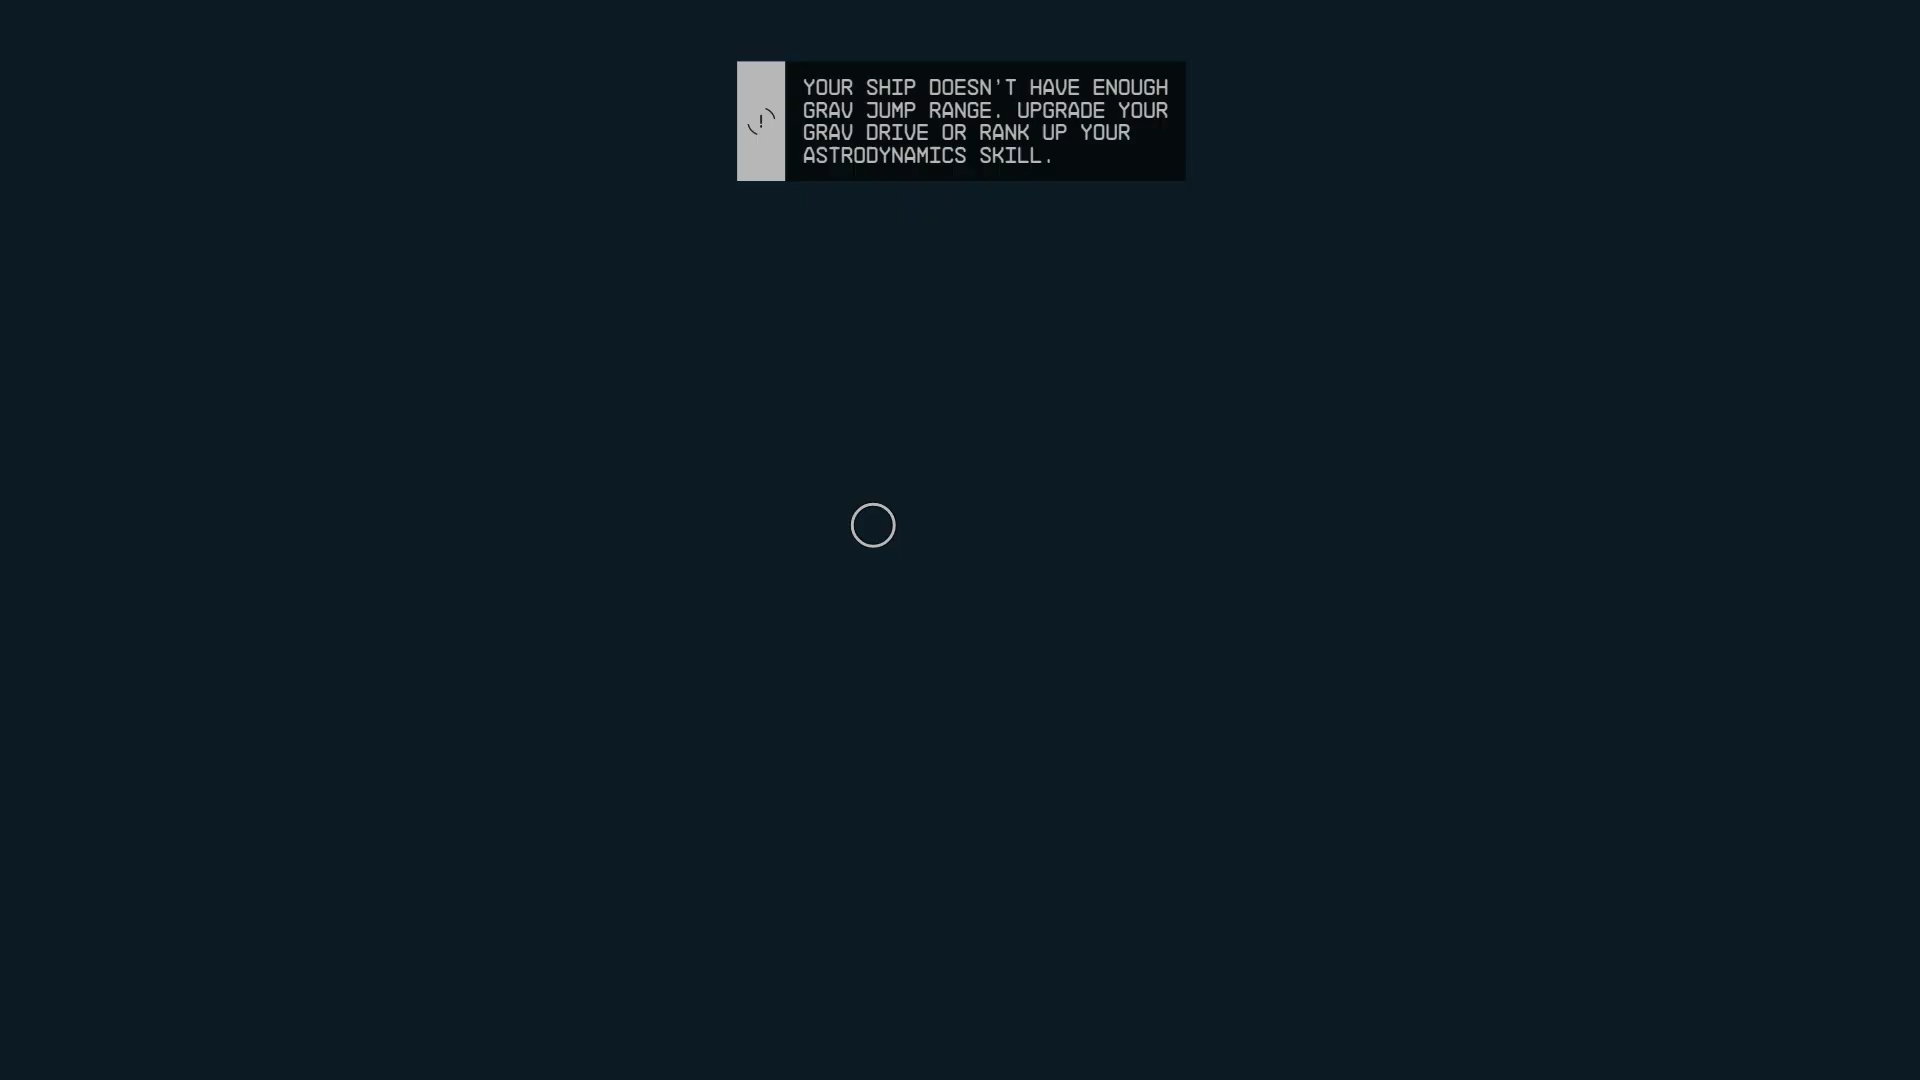 YOUR SHIP DOESN'T HAVE ENOUGH
GRAV JUMP RANGE. UPGRADE YOUR
GRAV DRIVE OR RANK UP YOUR
ASTRODYNAMICS SKILL.